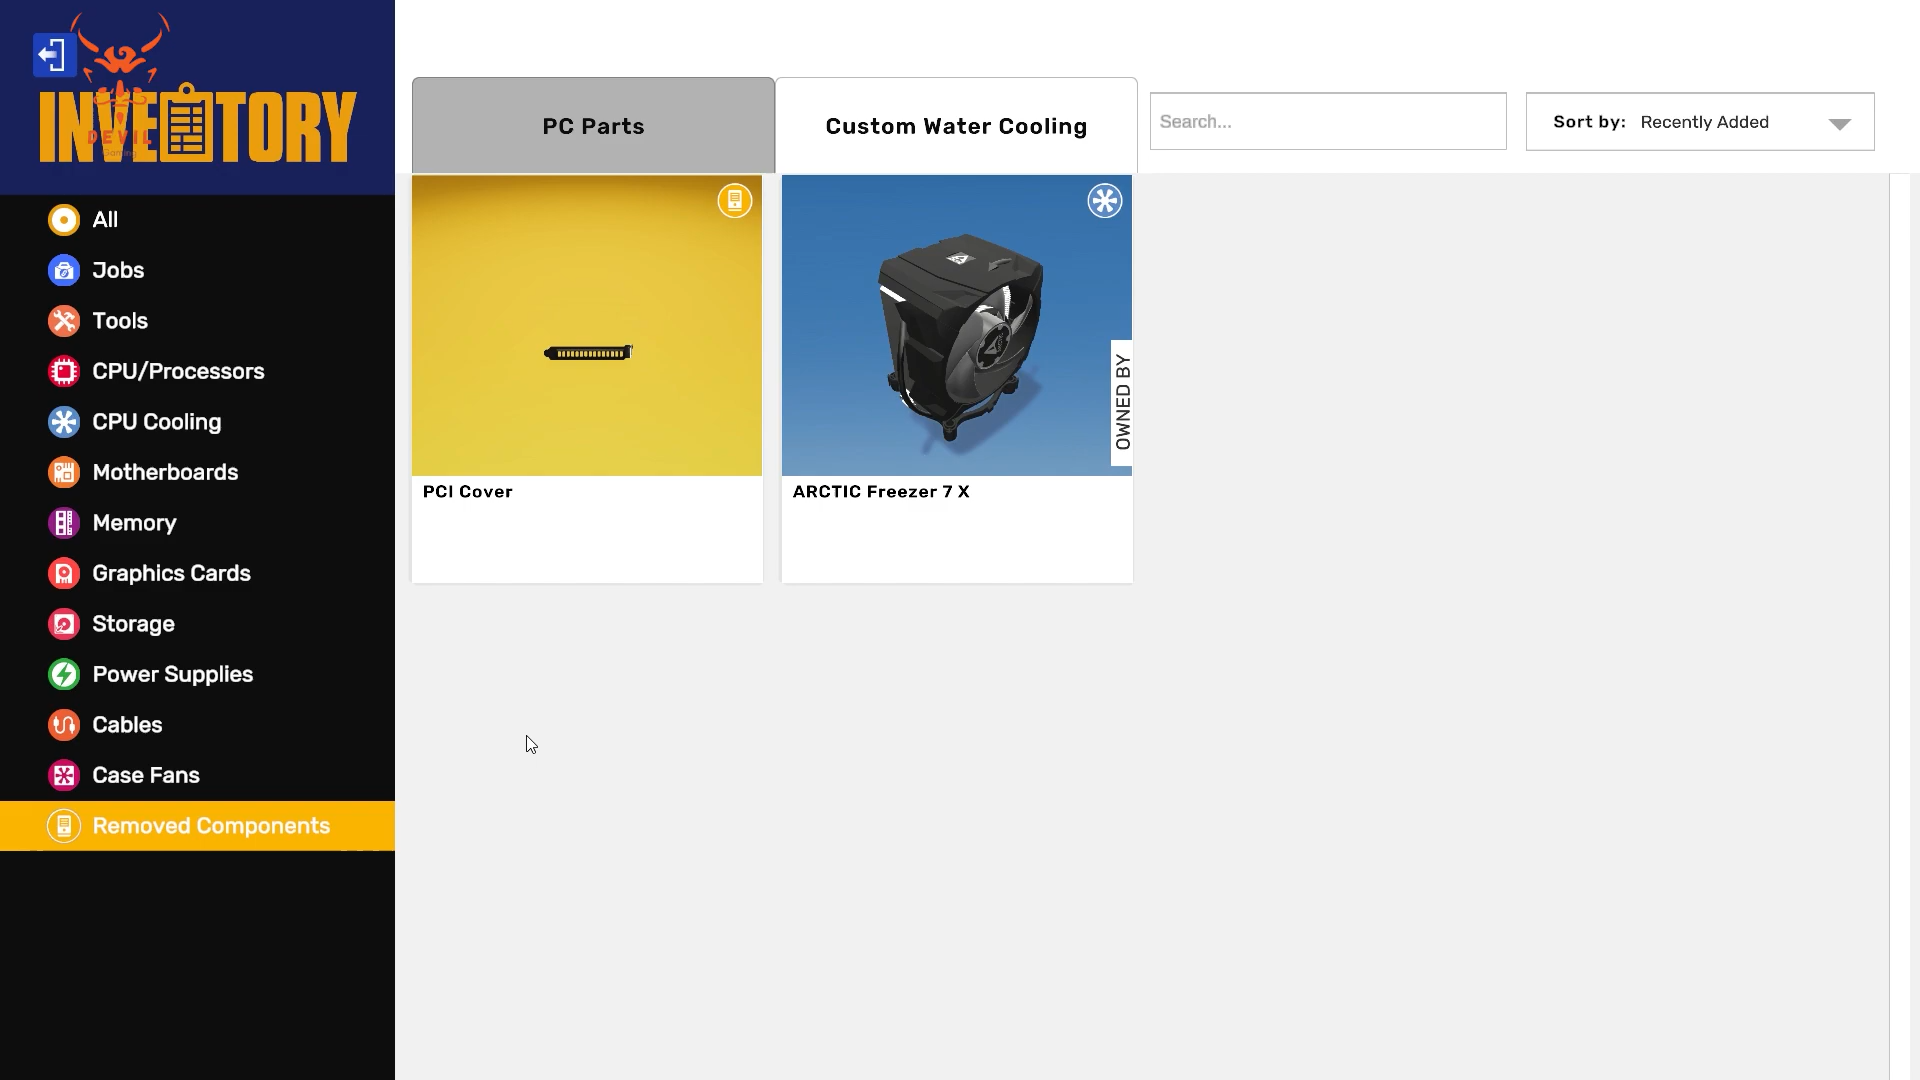 INVENTORY
DEVIL
Gaming
PC Parts
Custom Water Cooling
Search...
Sort by: Recently Added
All
Jobs
Tools
CPU/Processors
CPU Cooling
Motherboards
Memory
Graphics Cards
Storage
Power Supplies
Cables
Case Fans
Removed Components
OWNED BY
PCI Cover
ARCTIC Freezer 7 X